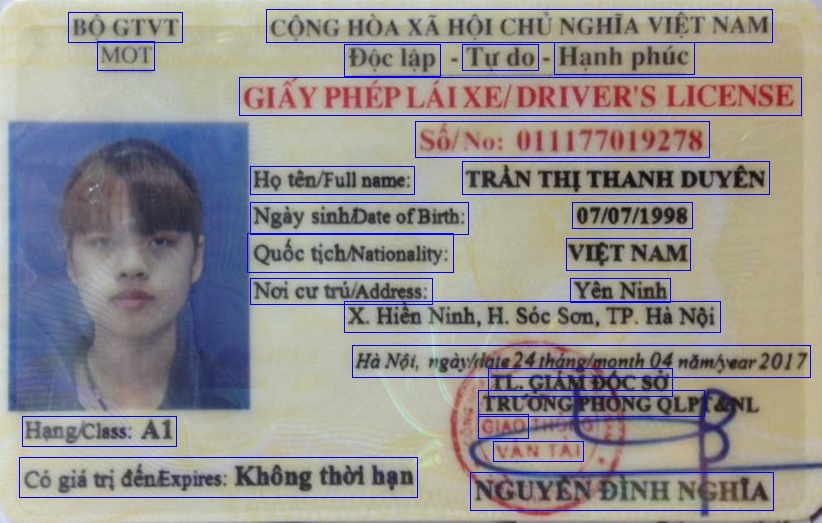 BỘ GTVT
MOT
CỘNG HÒA XÃ HỘI CHỦ NGHĨA VIỆT NAM
Độc lập - Tự do - Hạnh phúc
GIẤY PHÉP LÁI XE/ DRIVER'S LICENSE
Số/No: 011177019278
Họ tên/Full name: TRẦN THỊ THANH DUYÊN
Ngày sinh/Date of Birth: 07/07/1998
Quốc tịch/Nationality: VIỆT NAM
Nơi cư trú/Address: Yên Ninh
X. Hiền Ninh, H. Sóc Sơn, TP. Hà Nội
Hà Nội, ngày/date 24 tháng/month 04 năm/year 2017
TL. GIÁM ĐỐC SỞ
TRƯỞNG PHÒNG QLPT&NL
GIAO THÔNG
VẬN TẢI
Hạng/Class: A1
Có giá trị đến/Expires: Không thời hạn
NGUYỄN ĐÌNH NGHĨA